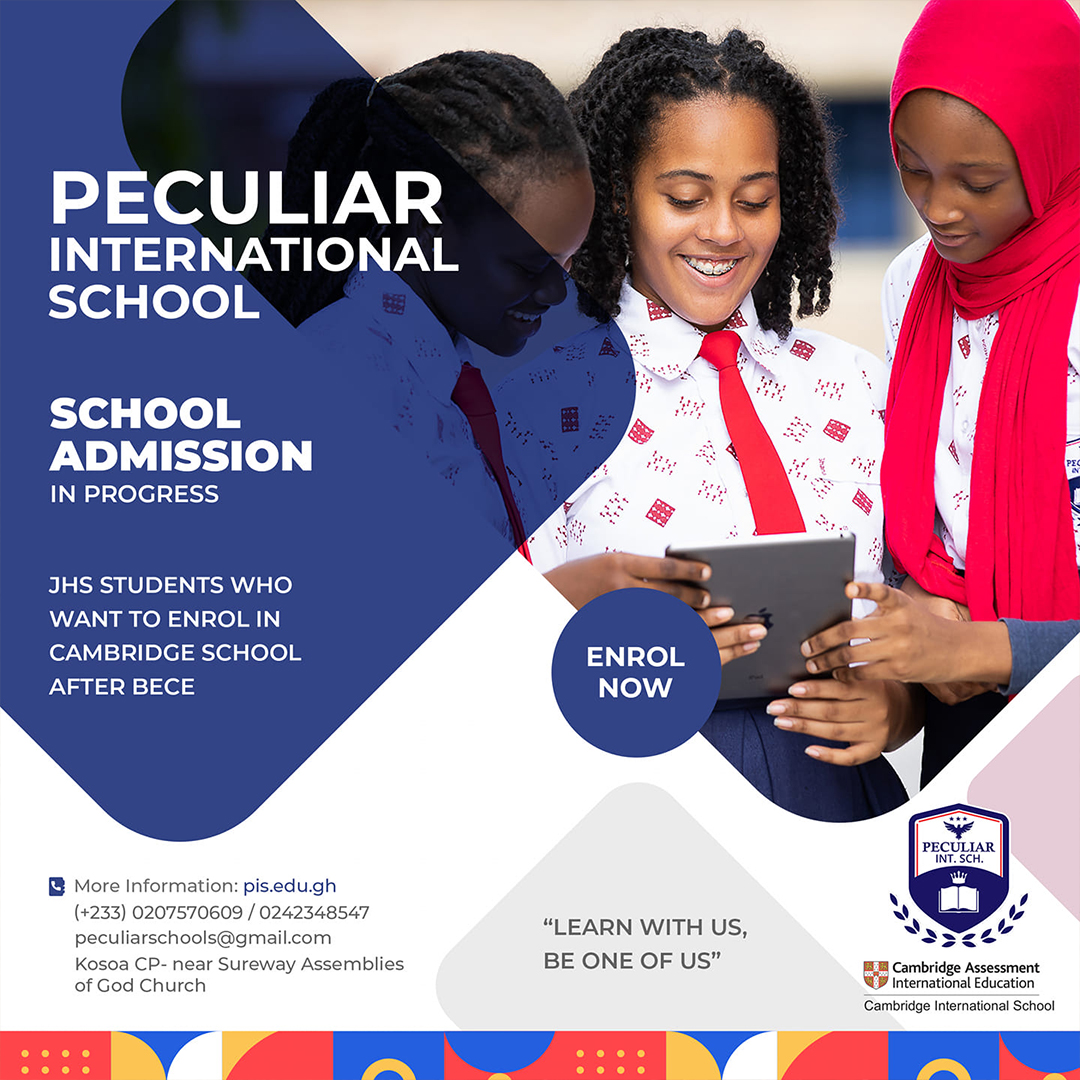 PECULIAR
INTERNATIONAL
SCHOOL
SCHOOL
ADMISSION
IN PROGRESS
JHS STUDENTS WHO
WANT TO ENROL IN
CAMBRIDGE SCHOOL
AFTER BECE
ENROL
NOW
More Information: pis.edu.gh
(+233) 0207570609 / 0242348547
peculiarschools@gmail.com
Kosoa CP- near Sureway Assemblies
of God Church
“LEARN WITH US,
BE ONE OF US”
PECULIAR
INT. SCH.
Cambridge Assessment
International Education
Cambridge International School